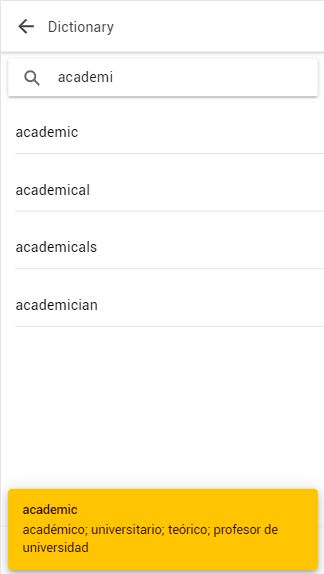 Dictionary
academi
academic
academical
academicals
academician
academic
académico; universitario; teórico; profesor de
universidad